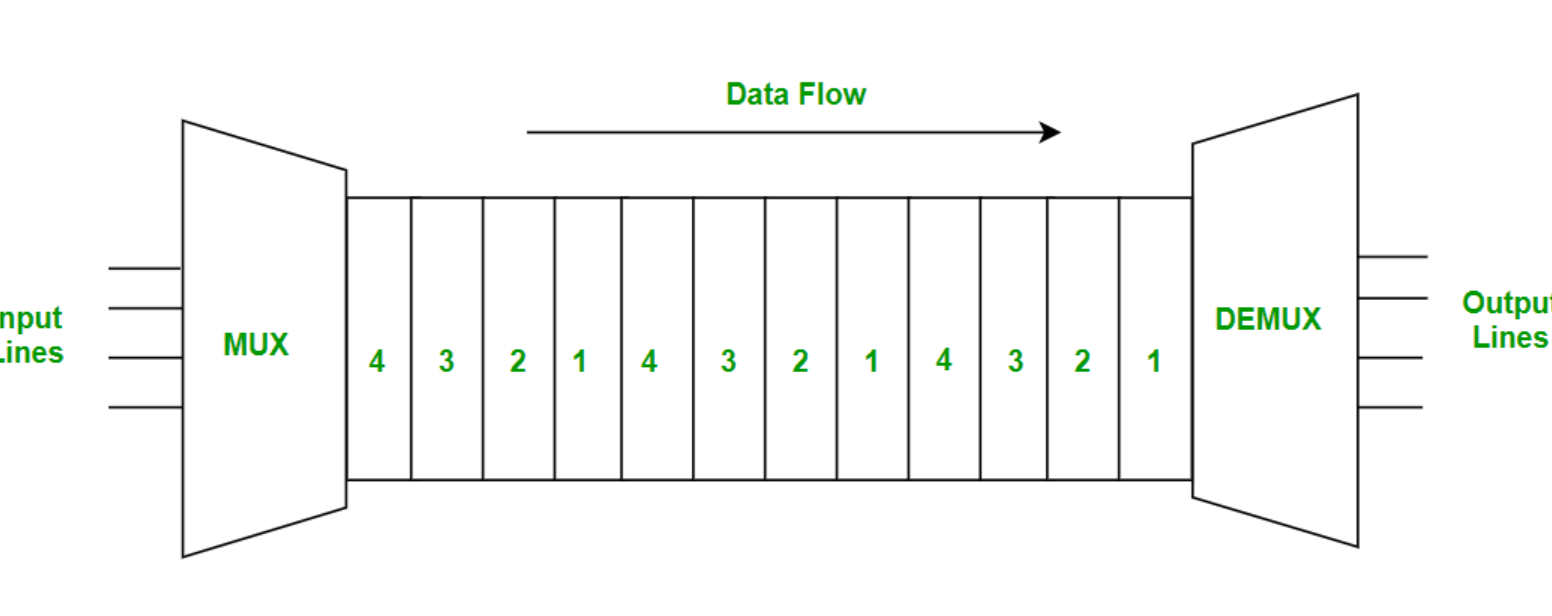 Data Flow
nput
Lines
MUX
4 3 2 1 4 3 2 1 4 3 2 1
DEMUX
Output
Lines